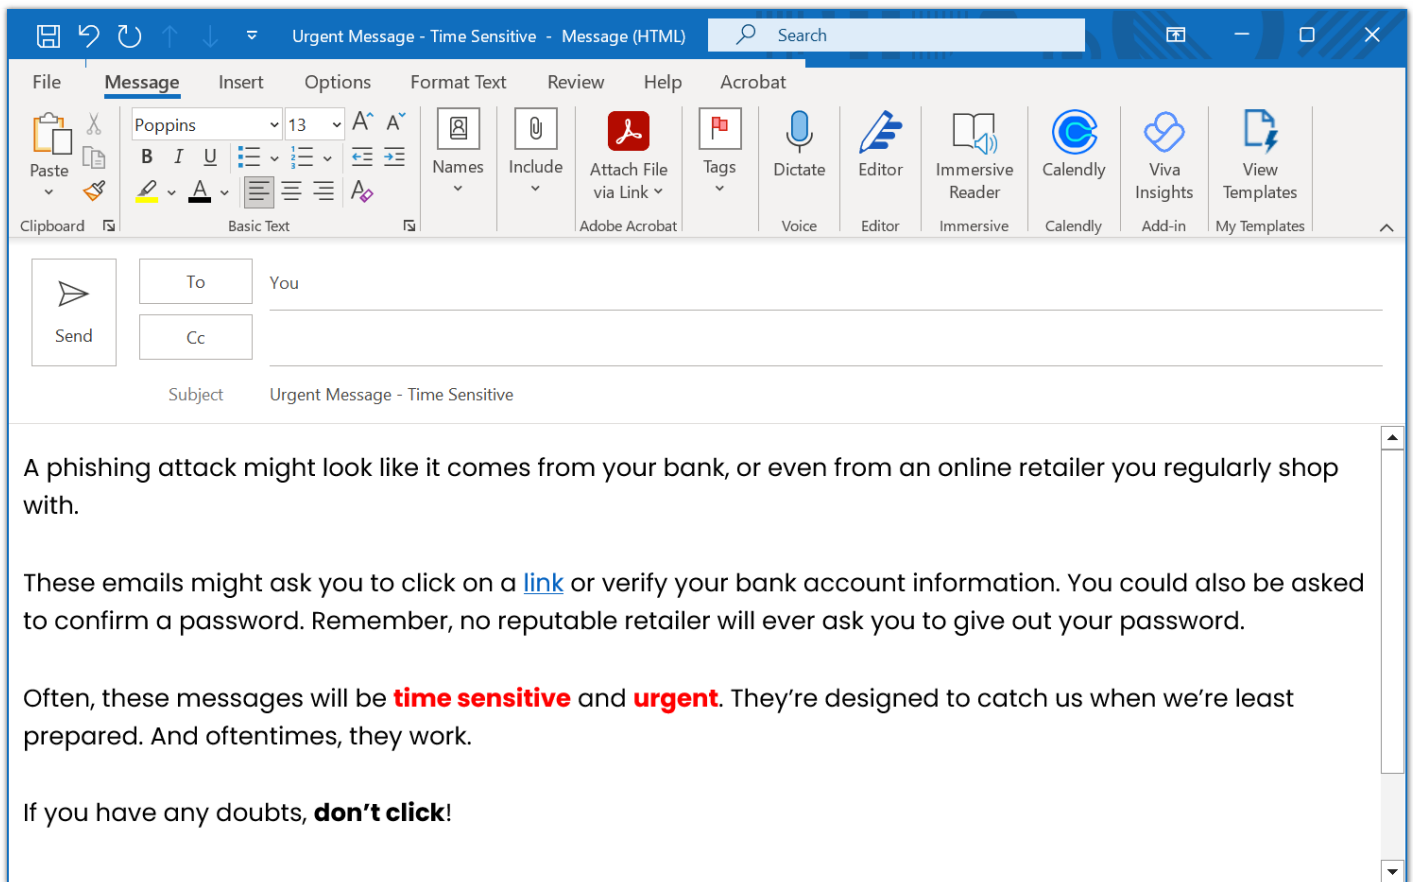 Urgent Message - Time Sensitive - Message (HTML)
Search
File Message Insert Options Format Text Review Help Acrobat
Poppins 13 A A
Paste
B I U
A A
Clipboard
Basic Text
Names
Include
Attach File
via Link
Adobe Acrobat
Tags
Dictate
Voice
Editor
Editor
Immersive
Reader
Immersive
Calendly
Calendly
Viva
Insights
Add-in
View
Templates
My Templates
Send
To You
Cc
Subject Urgent Message - Time Sensitive
A phishing attack might look like it comes from your bank, or even from an online retailer you regularly shop
with.
These emails might ask you to click on a link or verify your bank account information. You could also be asked
to confirm a password. Remember, no reputable retailer will ever ask you to give out your password.
Often, these messages will be time sensitive and urgent. They’re designed to catch us when we’re least
prepared. And oftentimes, they work.
If you have any doubts, don’t click!